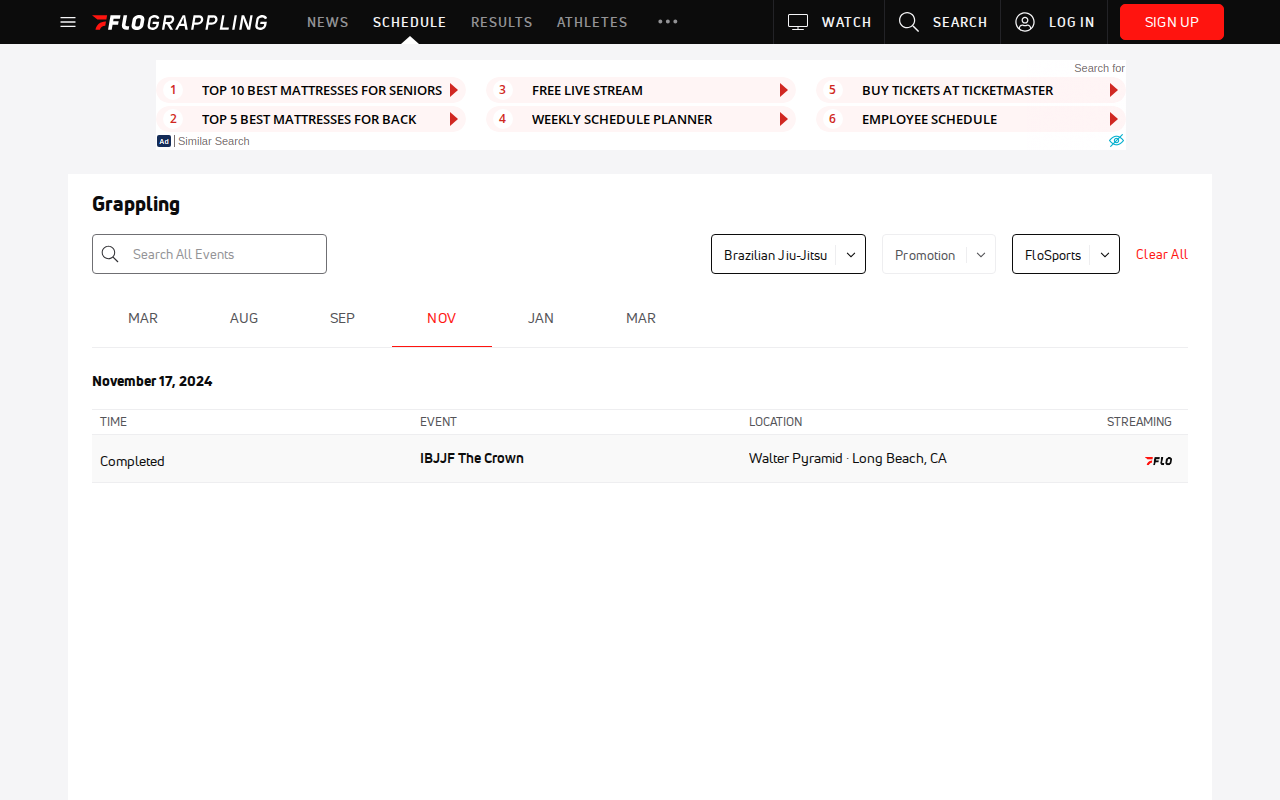 FLOGRAPPLING NEWS SCHEDULE RESULTS ATHLETES ••• WATCH SEARCH LOG IN SIGN UP
Search for
1 TOP 10 BEST MATTRESSES FOR SENIORS 3 FREE LIVE STREAM 5 BUY TICKETS AT TICKETMASTER
2 TOP 5 BEST MATTRESSES FOR BACK 4 WEEKLY SCHEDULE PLANNER 6 EMPLOYEE SCHEDULE
Ad | Similar Search
Grappling
Search All Events Brazilian Jiu-Jitsu Promotion FloSports Clear All
MAR AUG SEP NOV JAN MAR
November 17, 2024
TIME EVENT LOCATION STREAMING
Completed IBJJF The Crown Walter Pyramid · Long Beach, CA FLO